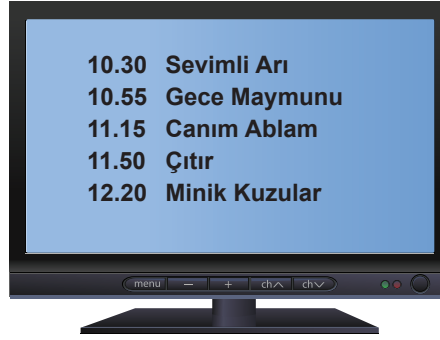 10.30 Sevimli Arı
10.55 Gece Maymunu
11.15 Canım Ablam
11.50 Çıtır
12.20 Minik Kuzular
menu − + ch∧ ch∨